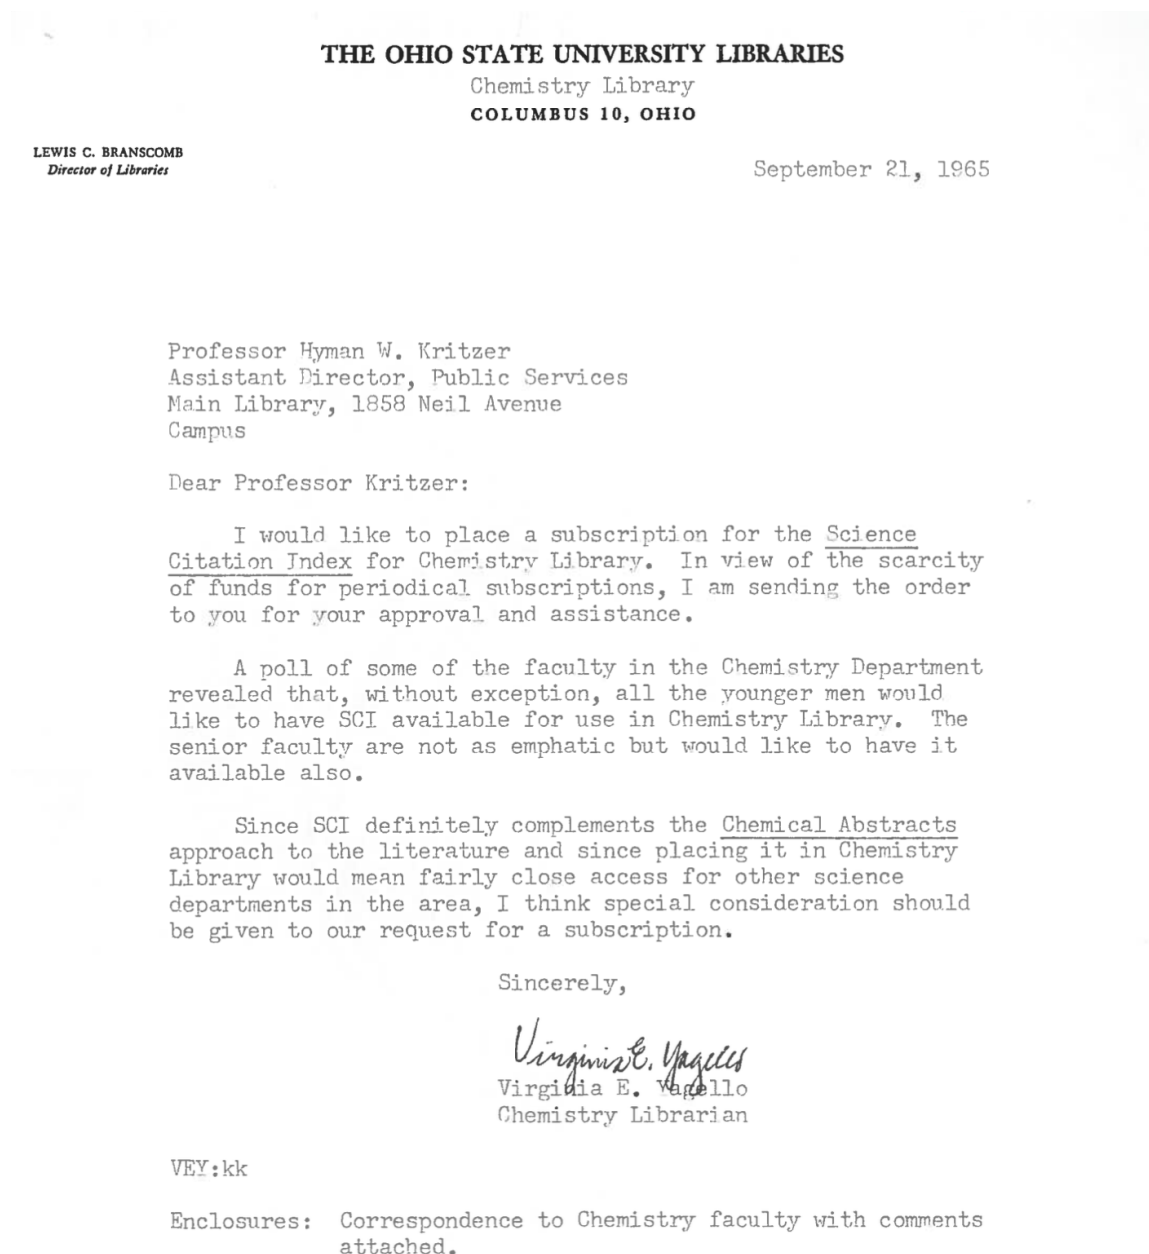 THE OHIO STATE UNIVERSITY LIBRARIES
Chemistry Library
COLUMBUS 10, OHIO
LEWIS C. BRANSCOMB
Director of Libraries
September 21, 1965
Professor Hyman W. Kritzer
Assistant Director, Public Services
Main Library, 1858 Neil Avenue
Campus
Dear Professor Kritzer:
I would like to place a subscription for the Science
Citation Index for Chemistry Library. In view of the scarcity
of funds for periodical subscriptions, I am sending the order
to you for your approval and assistance.
A poll of some of the faculty in the Chemistry Department
revealed that, without exception, all the younger men would
like to have SCI available for use in Chemistry Library. The
senior faculty are not as emphatic but would like to have it
available also.
Since SCI definitely complements the Chemical Abstracts
approach to the literature and since placing it in Chemistry
Library would mean fairly close access for other science
departments in the area, I think special consideration should
be given to our request for a subscription.
Sincerely,
Virginia E. Yagello
Virginia E. Yagello
Chemistry Librarian
VEY:kk
Enclosures: Correspondence to Chemistry faculty with comments
attached.